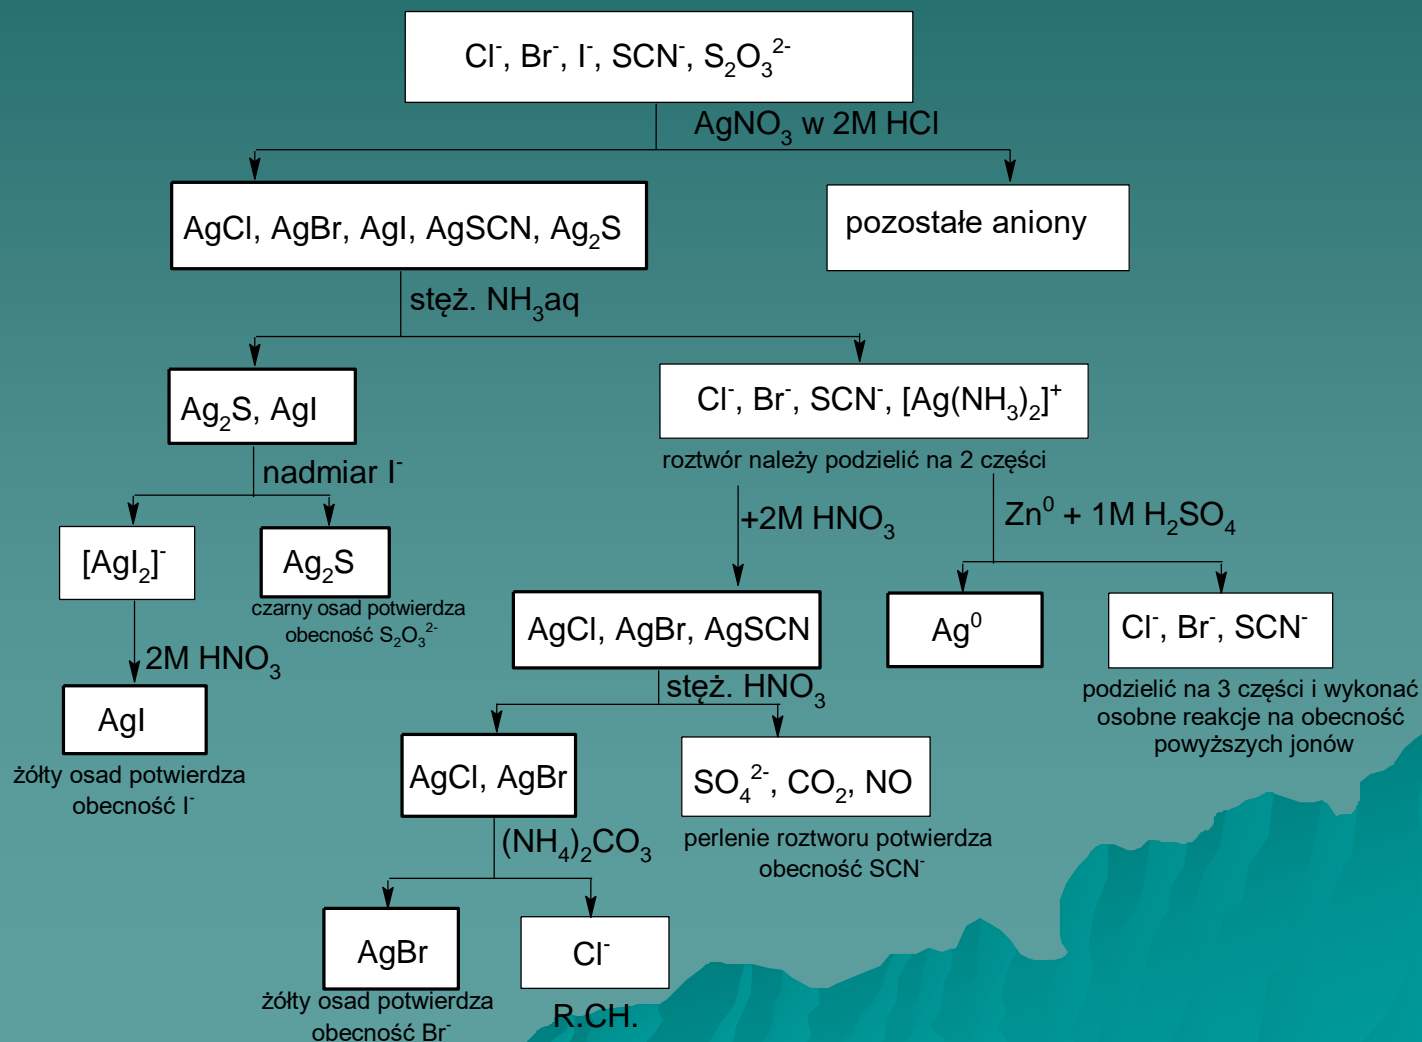 Cl⁻, Br⁻, I⁻, SCN⁻, S₂O₃²⁻
AgNO₃ w 2M HCl
AgCl, AgBr, AgI, AgSCN, Ag₂S
pozostałe aniony
stęż. NH₃aq
Ag₂S, AgI
Cl⁻, Br⁻, SCN⁻, [Ag(NH₃)₂]⁺
roztwór należy podzielić na 2 części
nadmiar I⁻
+2M HNO₃
Zn⁰ + 1M H₂SO₄
[AgI₂]⁻
Ag₂S
czarny osad potwierdza
obecność S₂O₃²⁻
AgCl, AgBr, AgSCN
Ag⁰
Cl⁻, Br⁻, SCN⁻
podzielić na 3 części i wykonać
osobne reakcje na obecność
powyższych jonów
2M HNO₃
stęż. HNO₃
AgI
żółty osad potwierdza
obecność I⁻
AgCl, AgBr
SO₄²⁻, CO₂, NO
perlenie roztworu potwierdza
obecność SCN⁻
(NH₄)₂CO₃
AgBr
żółty osad potwierdza
obecność Br⁻
Cl⁻
R.CH.